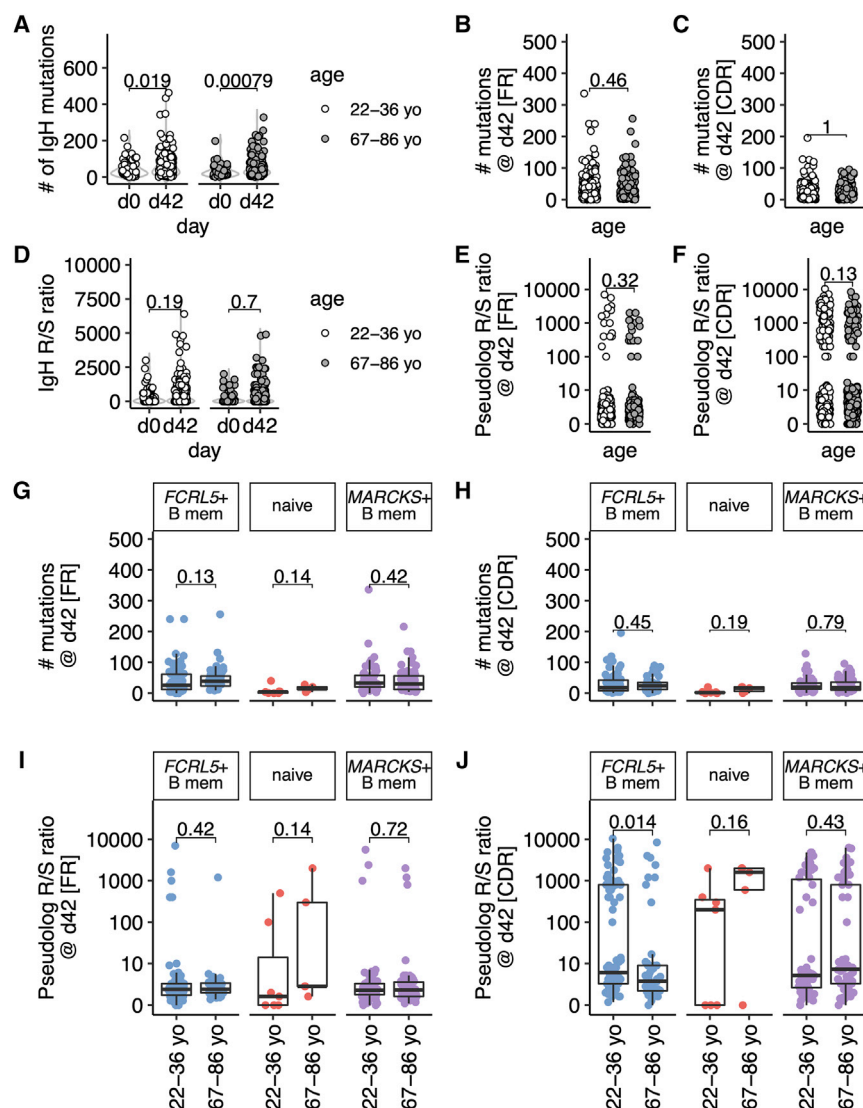 A
# of IgH mutations
600
400
200
0
0.019
0.00079
d0
d42
d0
d42
day
age
22–36 yo
67–86 yo
B
# mutations
@ d42 [FR]
500
400
300
200
100
0
0.46
age
C
# mutations
@ d42 [CDR]
500
400
300
200
100
0
1
age
D
IgH R/S ratio
10000
7500
5000
2500
0
0.19
0.7
d0
d42
d0
d42
day
age
22–36 yo
67–86 yo
E
Pseudolog R/S ratio
@ d42 [FR]
10000
1000
100
10
0
0.32
age
F
Pseudolog R/S ratio
@ d42 [CDR]
10000
1000
100
10
0
0.13
age
G
FCRL5+
B mem
naive
MARCKS+
B mem
# mutations
@ d42 [FR]
500
400
300
200
100
0
0.13
0.14
0.42
H
FCRL5+
B mem
naive
MARCKS+
B mem
# mutations
@ d42 [CDR]
500
400
300
200
100
0
0.45
0.19
0.79
I
FCRL5+
B mem
naive
MARCKS+
B mem
Pseudolog R/S ratio
@ d42 [FR]
10000
1000
100
10
0
0.42
0.14
0.72
22–36 yo
67–86 yo
22–36 yo
67–86 yo
22–36 yo
67–86 yo
J
FCRL5+
B mem
naive
MARCKS+
B mem
Pseudolog R/S ratio
@ d42 [CDR]
10000
1000
100
10
0
0.014
0.16
0.43
22–36 yo
67–86 yo
22–36 yo
67–86 yo
22–36 yo
67–86 yo